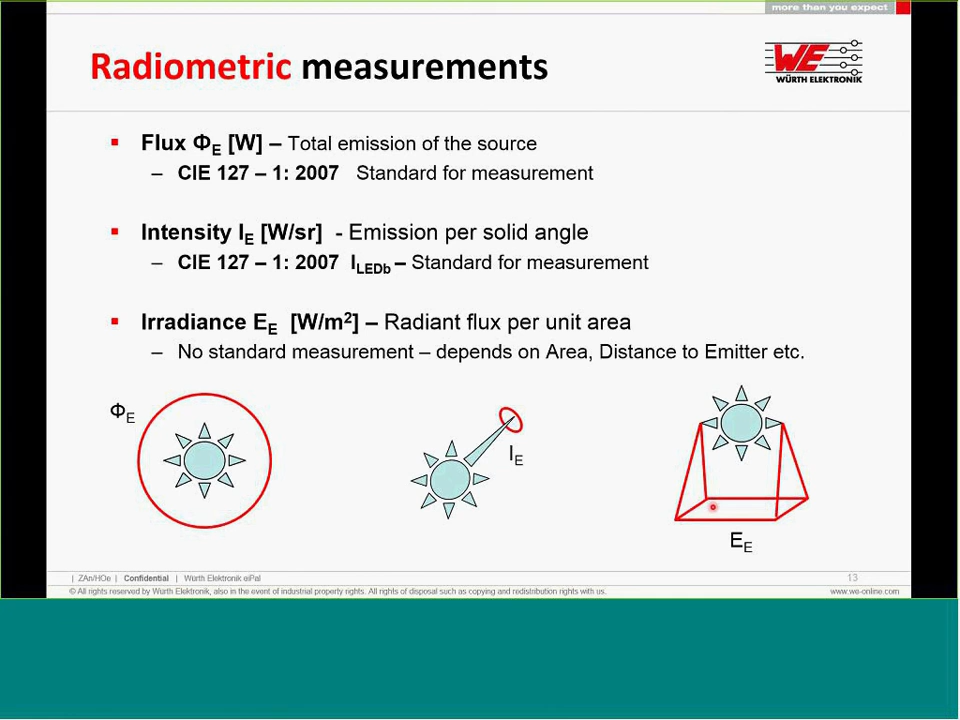 more than you expect
Radiometric measurements
WE
WÜRTH ELEKTRONIK
▪ Flux ΦE [W] – Total emission of the source
– CIE 127 – 1: 2007 Standard for measurement
▪ Intensity IE [W/sr] - Emission per solid angle
– CIE 127 – 1: 2007 ILEDb – Standard for measurement
▪ Irradiance EE [W/m²] – Radiant flux per unit area
– No standard measurement – depends on Area, Distance to Emitter etc.
ΦE
IE
EE
| ZAn/HOe | Confidential | Würth Elektronik eiPal
13
© All rights reserved by Würth Elektronik, also in the event of industrial property rights. All rights of disposal such as copying and redistribution rights with us.
www.we-online.com